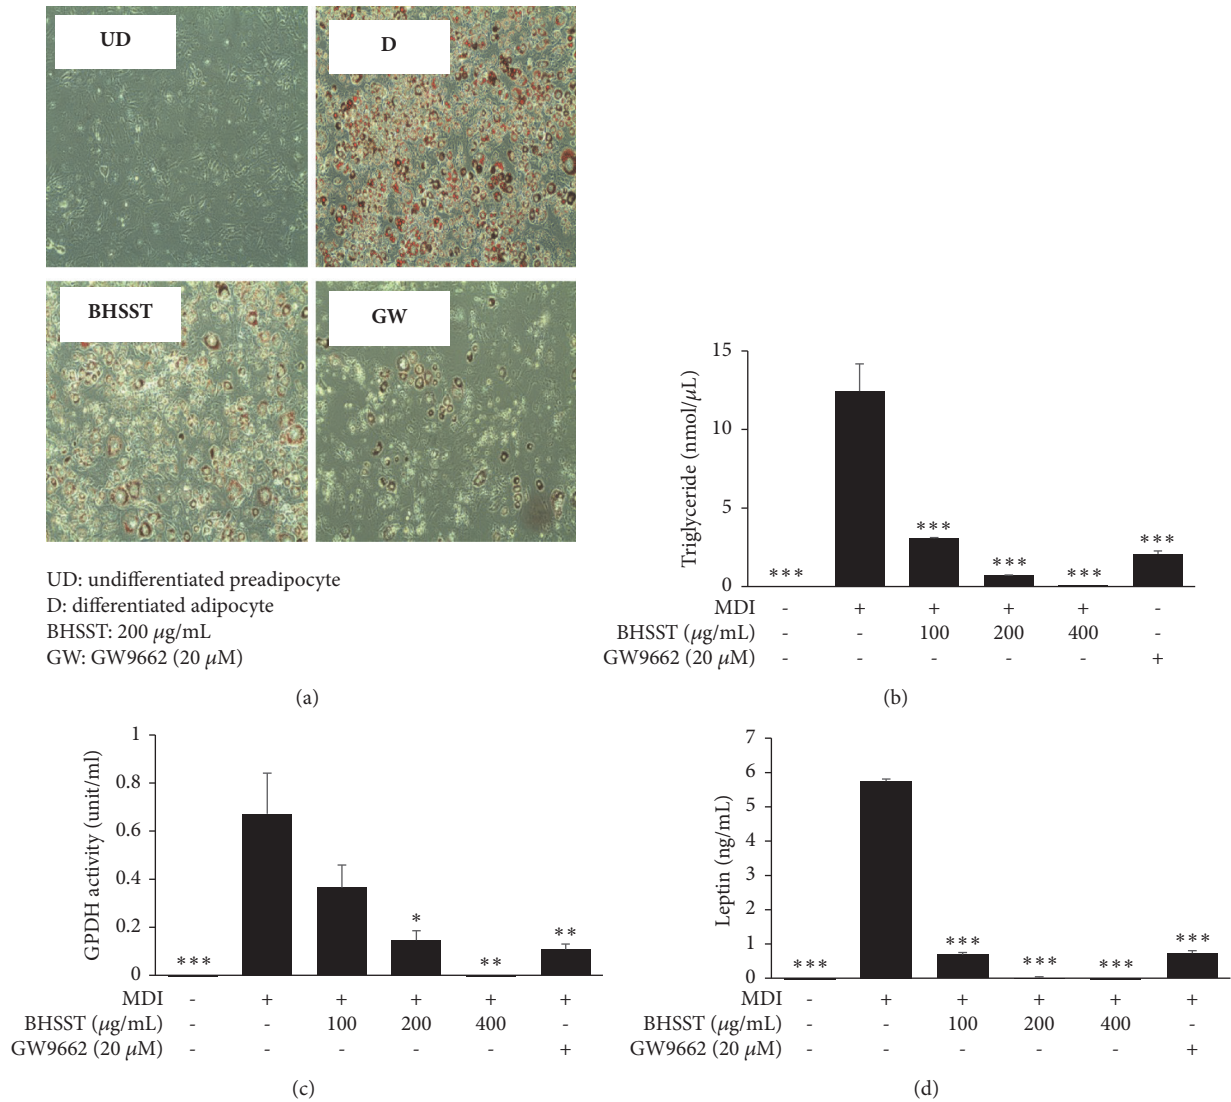 UD
D
BHSST
GW
UD: undifferentiated preadipocyte
D: differentiated adipocyte
BHSST: 200 μg/mL
GW: GW9662 (20 μM)
(a)
Triglyceride (nmol/μL)
15
10
5
0
*** *** *** *** ***
MDI - + + + + -
BHSST (μg/mL) - - 100 200 400 -
GW9662 (20 μM) - - - - - +
(b)
GPDH activity (unit/ml)
1
0.8
0.6
0.4
0.2
0
*** * ** **
MDI - + + + + +
BHSST (μg/mL) - - 100 200 400 -
GW9662 (20 μM) - - - - - +
(c)
Leptin (ng/mL)
7
6
5
4
3
2
1
0
*** *** *** *** ***
MDI - + + + + +
BHSST (μg/mL) - - 100 200 400 -
GW9662 (20 μM) - - - - - +
(d)